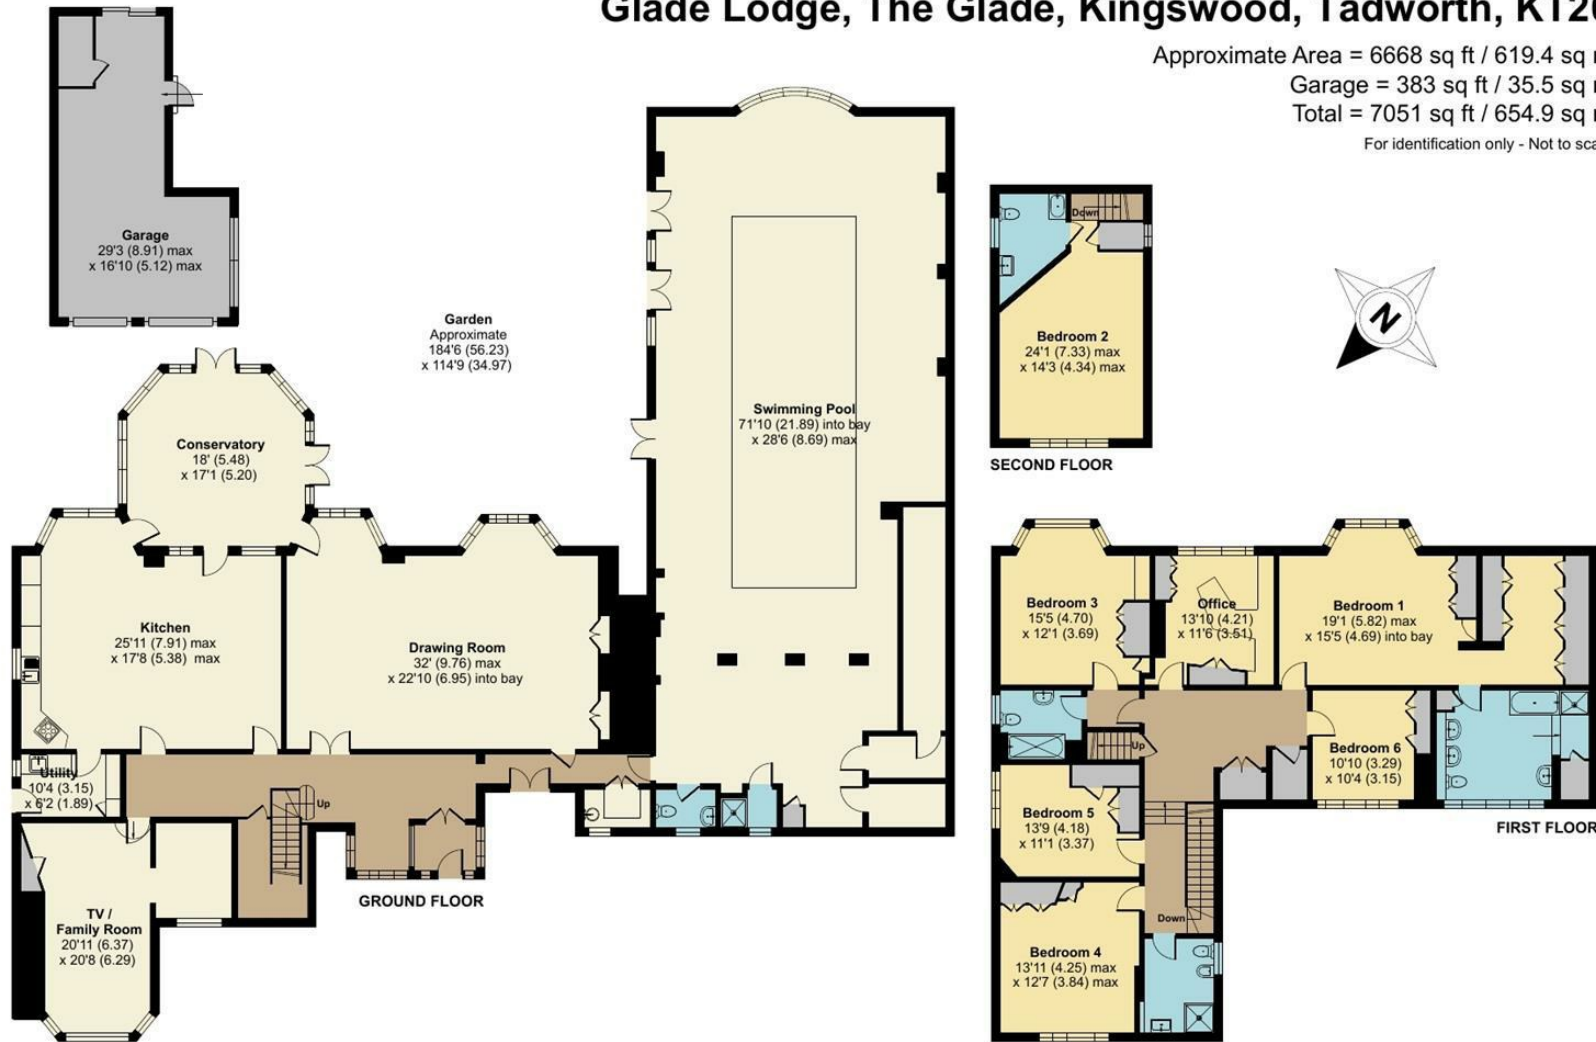 Glade Lodge, The Glade, Kingswood, Tadworth, KT20
Approximate Area = 6668 sq ft / 619.4 sq
Garage = 383 sq ft / 35.5 sq
Total = 7051 sq ft / 654.9 sq
For identification only - Not to
Garage
29'3 (8.91) max
x 16'10 (5.12) max
Garden
Approximate
184'6 (56.23)
x 114'9 (34.97)
Conservatory
18' (5.48)
x 17'1 (5.20)
Swimming Pool
71'10 (21.89) into bay
x 28'6 (8.69) max
Kitchen
25'11 (7.91) max
x 17'8 (5.38) max
Drawing Room
32' (9.76) max
x 22'10 (6.95) into bay
Utility
10'4 (3.15)
x 6'2 (1.89)
Up
TV /
Family Room
20'11 (6.37)
x 20'8 (6.29)
GROUND FLOOR
Down
Bedroom 2
24'1 (7.33) max
x 14'3 (4.34) max
SECOND FLOOR
N
Bedroom 3
15'5 (4.70)
x 12'1 (3.69)
Office
13'10 (4.21)
x 11'6 (3.51)
Bedroom 1
19'1 (5.82) max
x 15'5 (4.69) into bay
Up
Bedroom 6
10'10 (3.29)
x 10'4 (3.15)
Bedroom 5
13'9 (4.18)
x 11'1 (3.37)
FIRST FLOOR
Down
Bedroom 4
13'11 (4.25) max
x 12'7 (3.84) max